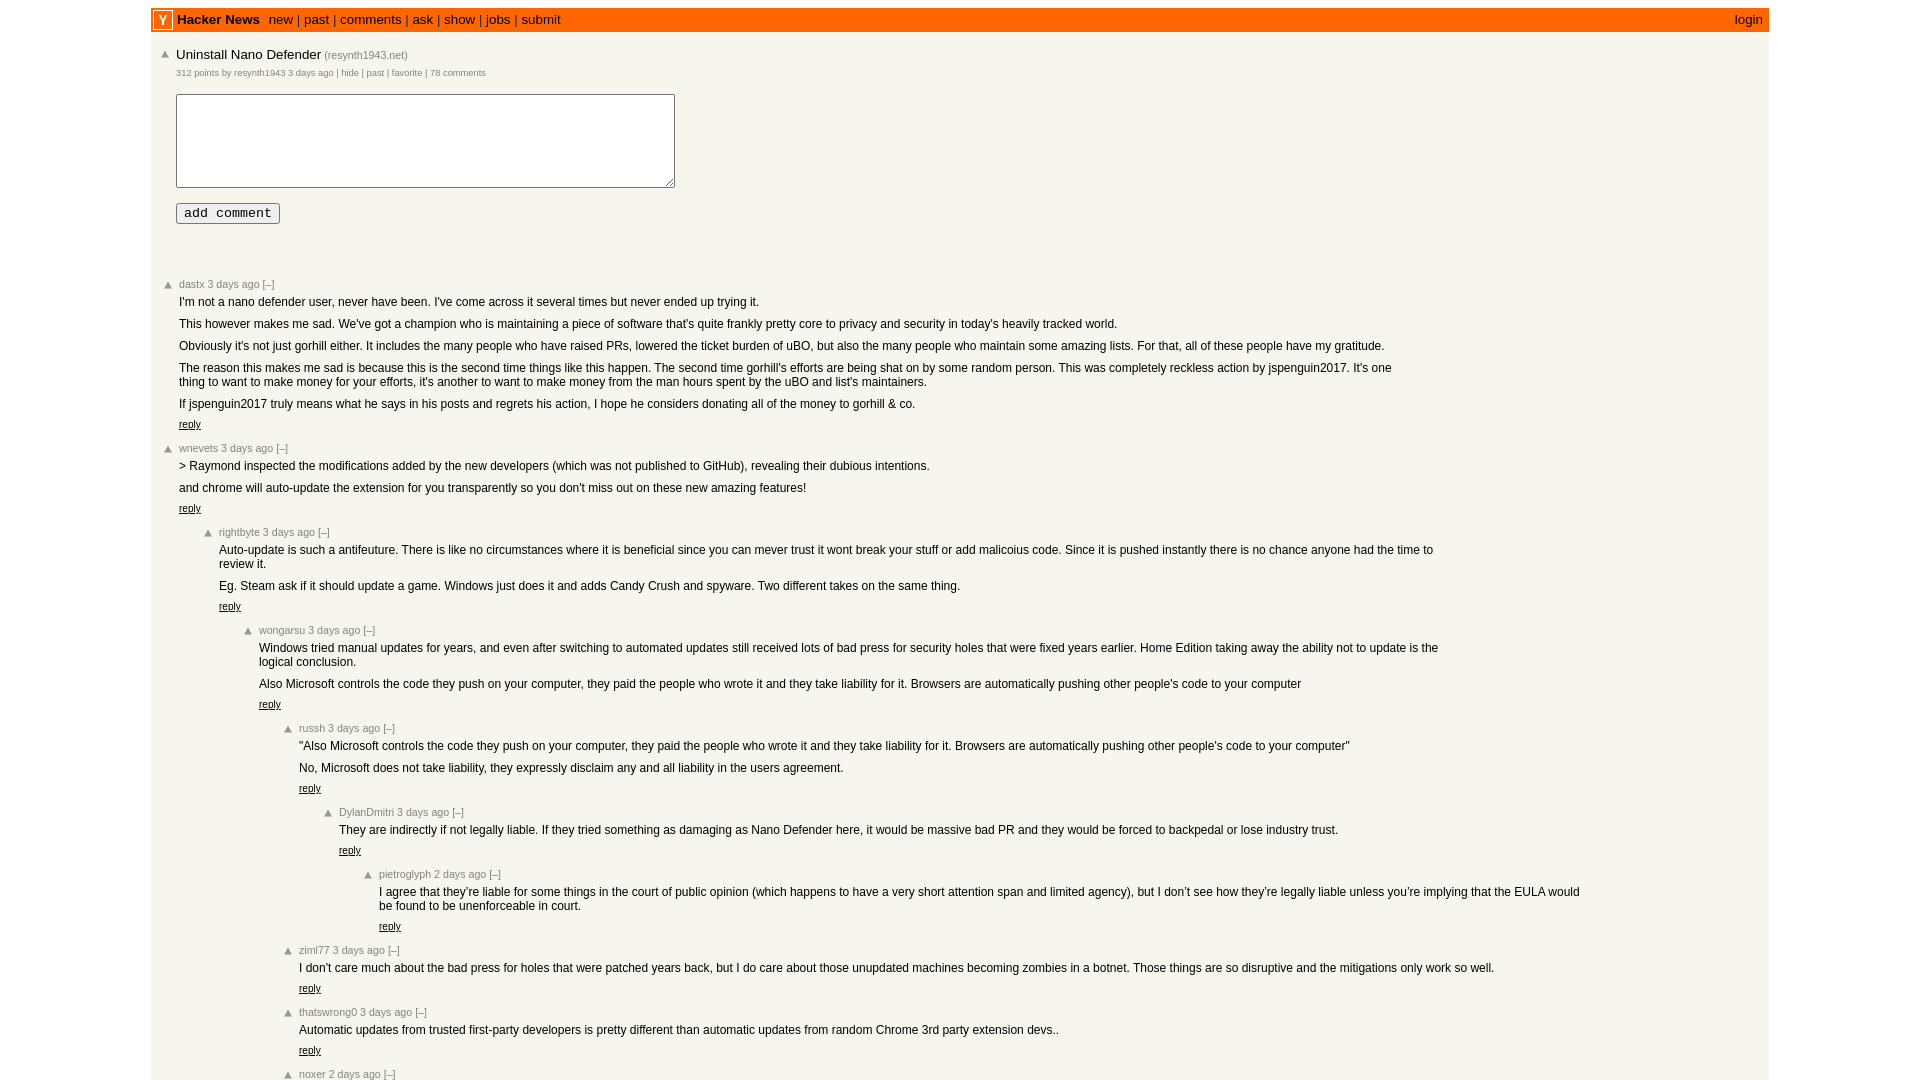 Y Hacker News new | past | comments | ask | show | jobs | submit login
Uninstall Nano Defender (resynth1943.net)
312 points by resynth1943 3 days ago | hide | past | favorite | 78 comments
add comment
dastx 3 days ago [–]
I'm not a nano defender user, never have been. I've come across it several times but never ended up trying it.
This however makes me sad. We've got a champion who is maintaining a piece of software that's quite frankly pretty core to privacy and security in today's heavily tracked world.
Obviously it's not just gorhill either. It includes the many people who have raised PRs, lowered the ticket burden of uBO, but also the many people who maintain some amazing lists. For that, all of these people have my gratitude.
The reason this makes me sad is because this is the second time things like this happen. The second time gorhill's efforts are being shat on by some random person. This was completely reckless action by jspenguin2017. It's one
thing to want to make money for your efforts, it's another to want to make money from the man hours spent by the uBO and list's maintainers.
If jspenguin2017 truly means what he says in his posts and regrets his action, I hope he considers donating all of the money to gorhill & co.
reply
wnevets 3 days ago [–]
> Raymond inspected the modifications added by the new developers (which was not published to GitHub), revealing their dubious intentions.
and chrome will auto-update the extension for you transparently so you don't miss out on these new amazing features!
reply
rightbyte 3 days ago [–]
Auto-update is such a antifeuture. There is like no circumstances where it is beneficial since you can mever trust it wont break your stuff or add malicoius code. Since it is pushed instantly there is no chance anyone had the time to
review it.
Eg. Steam ask if it should update a game. Windows just does it and adds Candy Crush and spyware. Two different takes on the same thing.
reply
wongarsu 3 days ago [–]
Windows tried manual updates for years, and even after switching to automated updates still received lots of bad press for security holes that were fixed years earlier. Home Edition taking away the ability not to update is the
logical conclusion.
Also Microsoft controls the code they push on your computer, they paid the people who wrote it and they take liability for it. Browsers are automatically pushing other people's code to your computer
reply
russh 3 days ago [–]
"Also Microsoft controls the code they push on your computer, they paid the people who wrote it and they take liability for it. Browsers are automatically pushing other people's code to your computer"
No, Microsoft does not take liability, they expressly disclaim any and all liability in the users agreement.
reply
DylanDmitri 3 days ago [–]
They are indirectly if not legally liable. If they tried something as damaging as Nano Defender here, it would be massive bad PR and they would be forced to backpedal or lose industry trust.
reply
pietroglyph 2 days ago [–]
I agree that they’re liable for some things in the court of public opinion (which happens to have a very short attention span and limited agency), but I don’t see how they’re legally liable unless you’re implying that the EULA would
be found to be unenforceable in court.
reply
ziml77 3 days ago [–]
I don't care much about the bad press for holes that were patched years back, but I do care about those unupdated machines becoming zombies in a botnet. Those things are so disruptive and the mitigations only work so well.
reply
thatswrong0 3 days ago [–]
Automatic updates from trusted first-party developers is pretty different than automatic updates from random Chrome 3rd party extension devs..
reply
noxer 2 days ago [–]